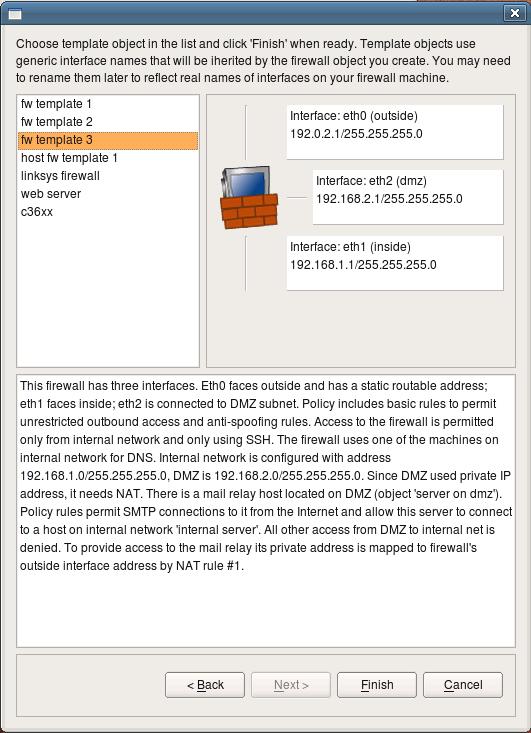 Choose template object in the list and click 'Finish' when ready. Template objects use
generic interface names that will be iherited by the firewall object you create. You may need
to rename them later to reflect real names of interfaces on your firewall machine.
fw template 1
fw template 2
fw template 3
host fw template 1
linksys firewall
web server
c36xx
Interface: eth0 (outside)
192.0.2.1/255.255.255.0
Interface: eth2 (dmz)
192.168.2.1/255.255.255.0
Interface: eth1 (inside)
192.168.1.1/255.255.255.0
This firewall has three interfaces. Eth0 faces outside and has a static routable address;
eth1 faces inside; eth2 is connected to DMZ subnet. Policy includes basic rules to permit
unrestricted outbound access and anti-spoofing rules. Access to the firewall is permitted
only from internal network and only using SSH. The firewall uses one of the machines on
internal network for DNS. Internal network is configured with address
192.168.1.0/255.255.255.0, DMZ is 192.168.2.0/255.255.255.0. Since DMZ used private IP
address, it needs NAT. There is a mail relay host located on DMZ (object 'server on dmz').
Policy rules permit SMTP connections to it from the Internet and allow this server to connect
to a host on internal network 'internal server'. All other access from DMZ to internal net is
denied. To provide access to the mail relay its private address is mapped to firewall's
outside interface address by NAT rule #1.
< Back
Next >
Finish
Cancel